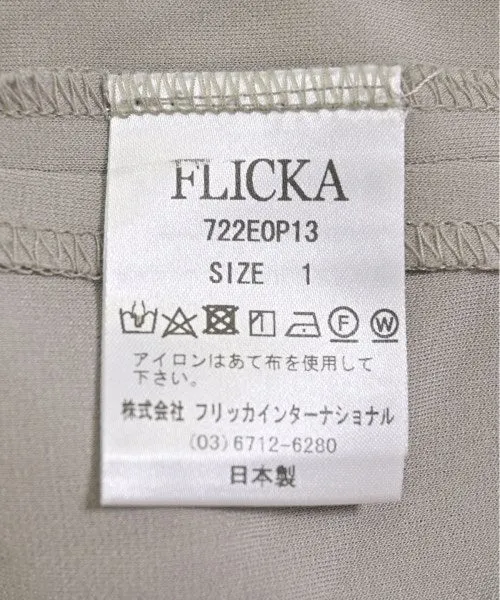 FLICKA
722EOP13
SIZE 1
F W
アイロンはあて布を使用して
下さい。
株式会社 フリッカインターナショナル
(03)6712-6280
日本製